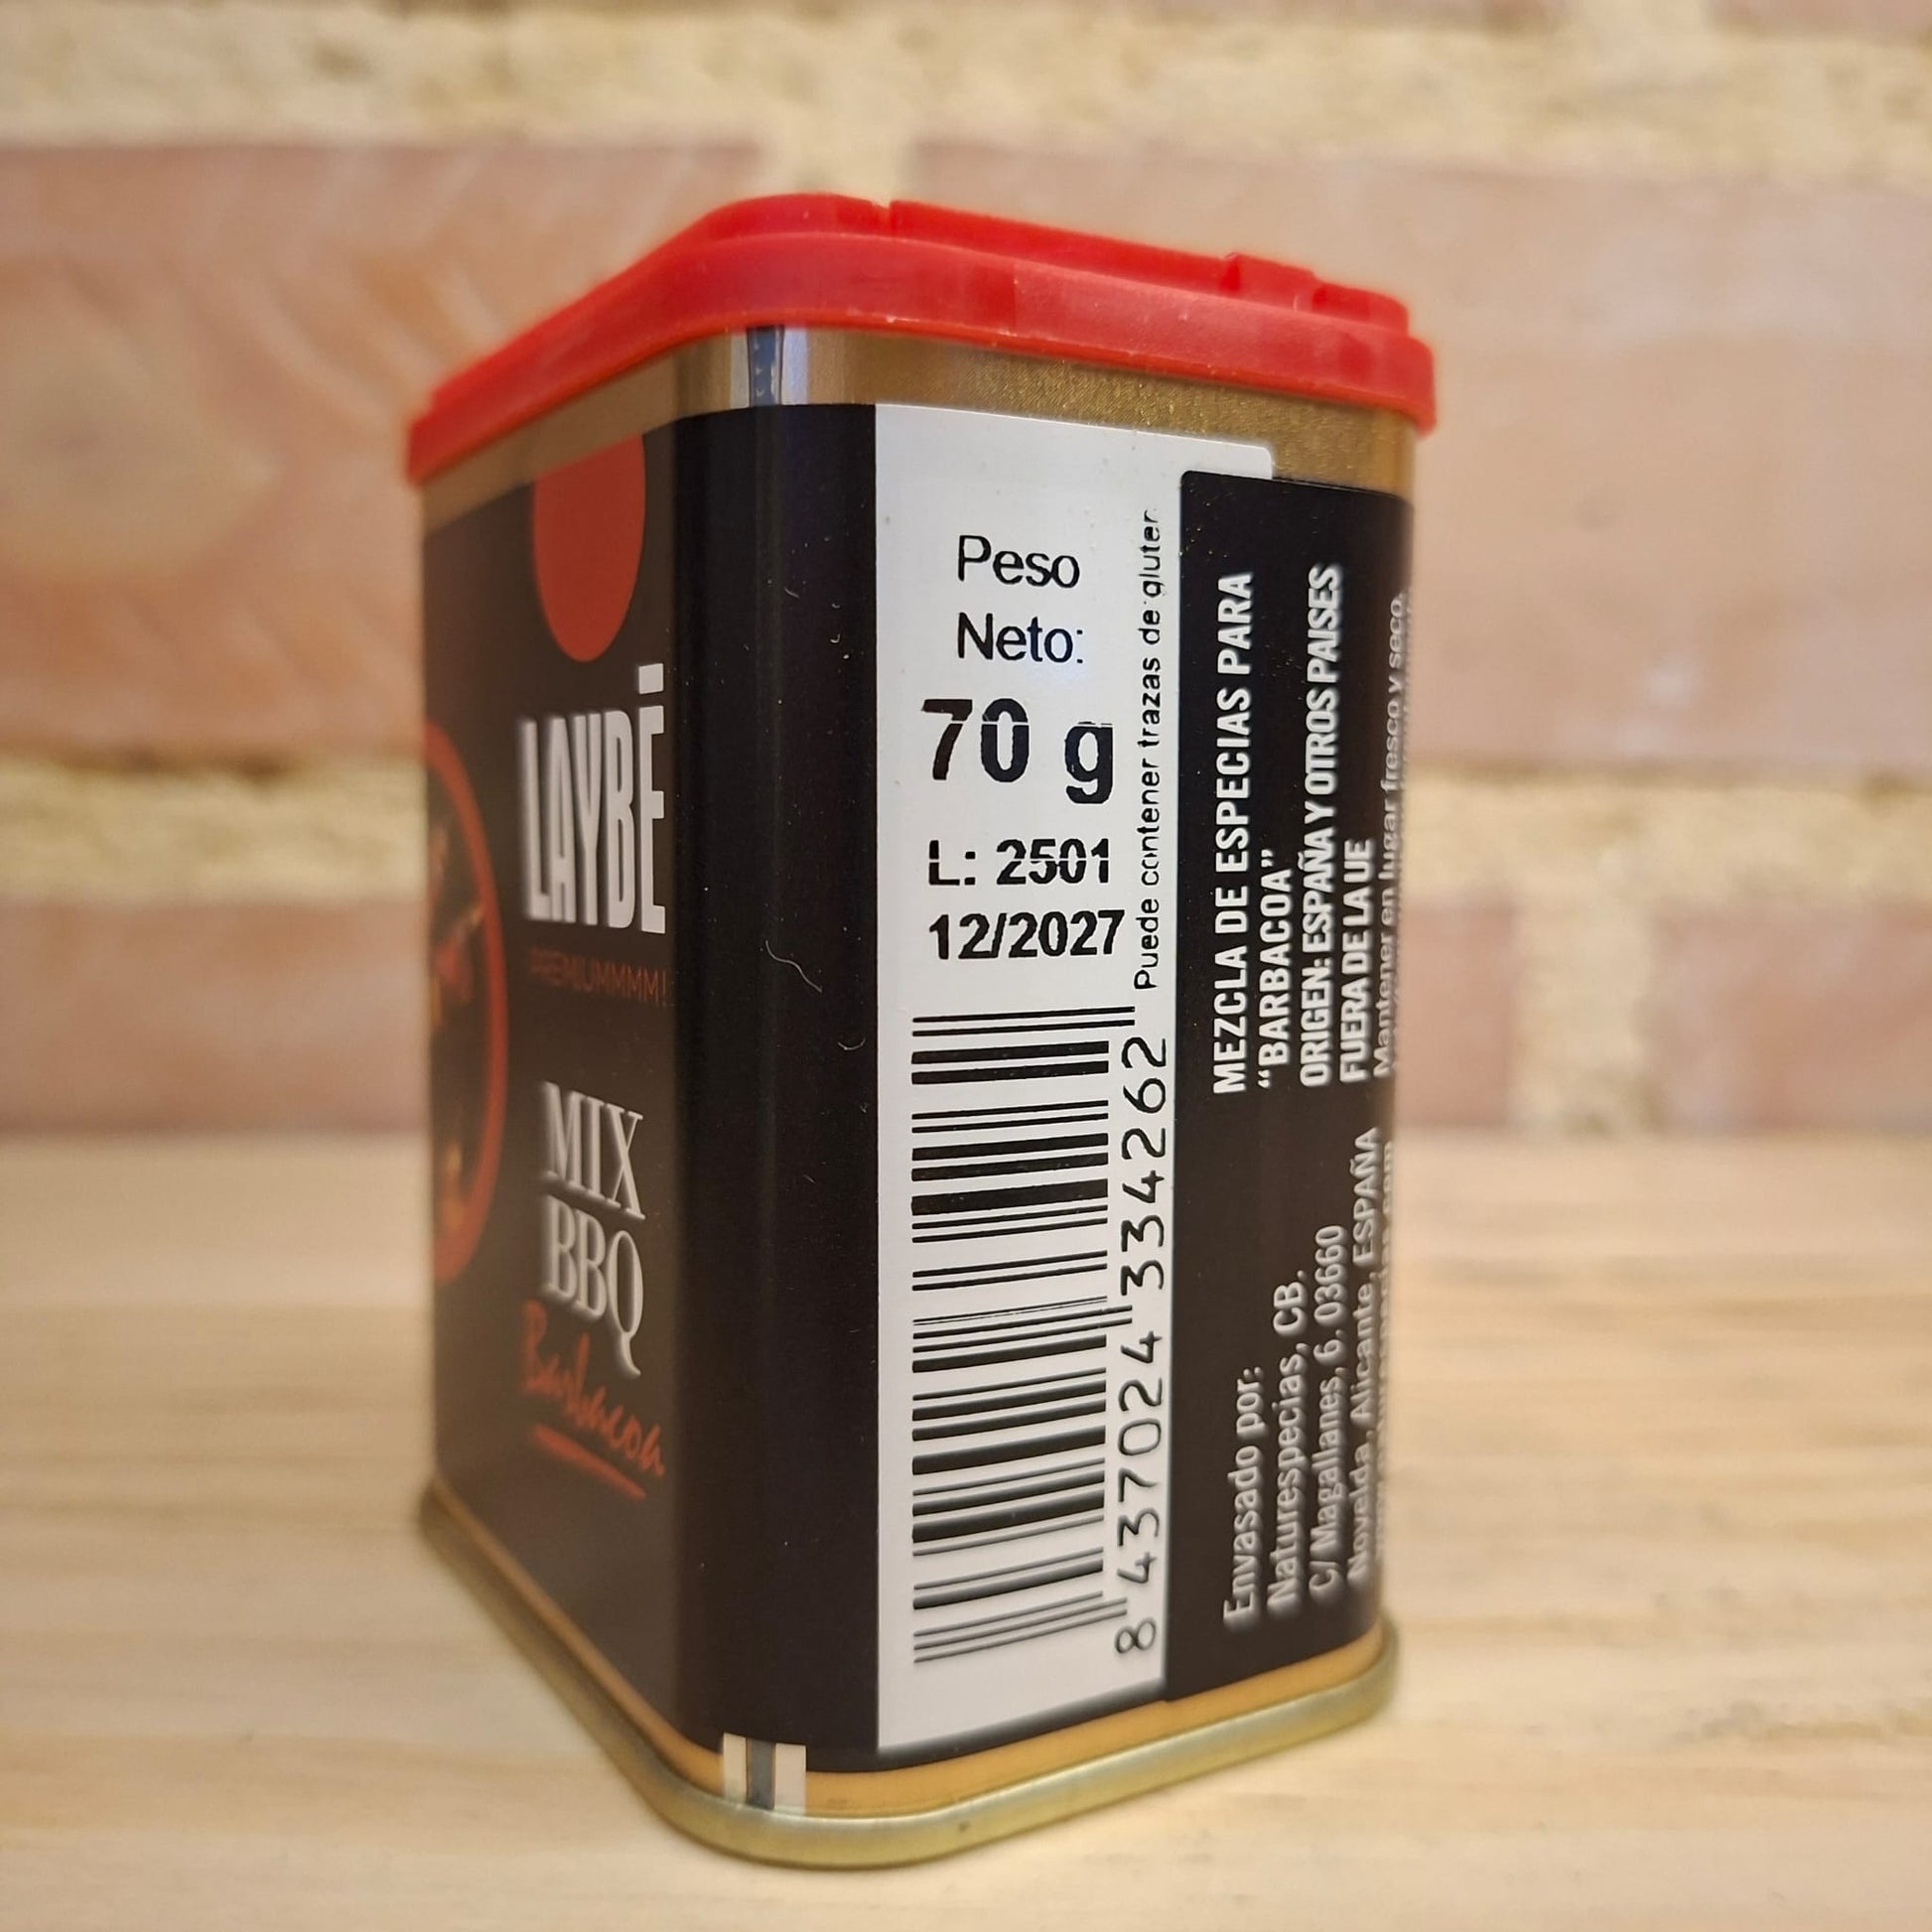 LAYBÉ
PREMIUMMMM!
MIX
BBQ
Barbacoa
Peso
Neto:
70 g
L: 2501
12/2027
Puede contener trazas de gluten
8 437024 334262
MEZCLA DE ESPECIAS PARA
“BARBACOA”
ORIGEN: ESPAÑA Y OTROS PAISES
FUERA DE LA UE
Mantener en lugar fresco y seco.
Envasado por:
Naturespecias, CB.
C/ Magallanes, 6. 03660
Novelda, Alicante, ESPAÑA